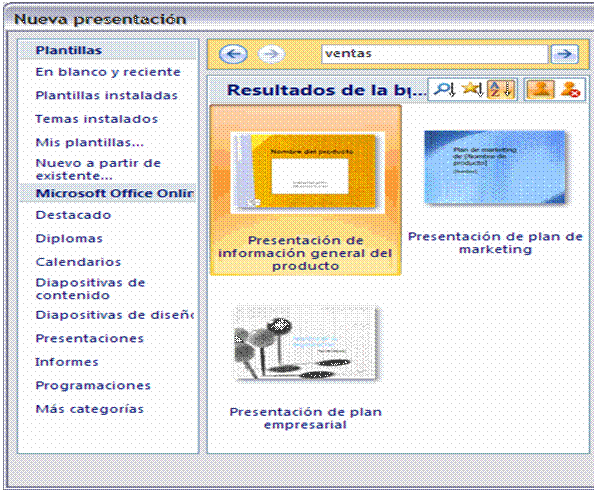 Nueva presentación
Plantillas
En blanco y reciente
Plantillas instaladas
Temas instalados
Mis plantillas...
Nuevo a partir de
existente...
Microsoft Office Onlin
Destacado
Diplomas
Calendarios
Diapositivas de
contenido
Diapositivas de diseñ
Presentaciones
Informes
Programaciones
Más categorías
ventas
Resultados de la b...
Nombre del producto
Presentación de
información general del
producto
Plan de marketing
de [Nombre de
producto]
[Nombre]
Presentación de plan de
marketing
Presentación de plan
empresarial